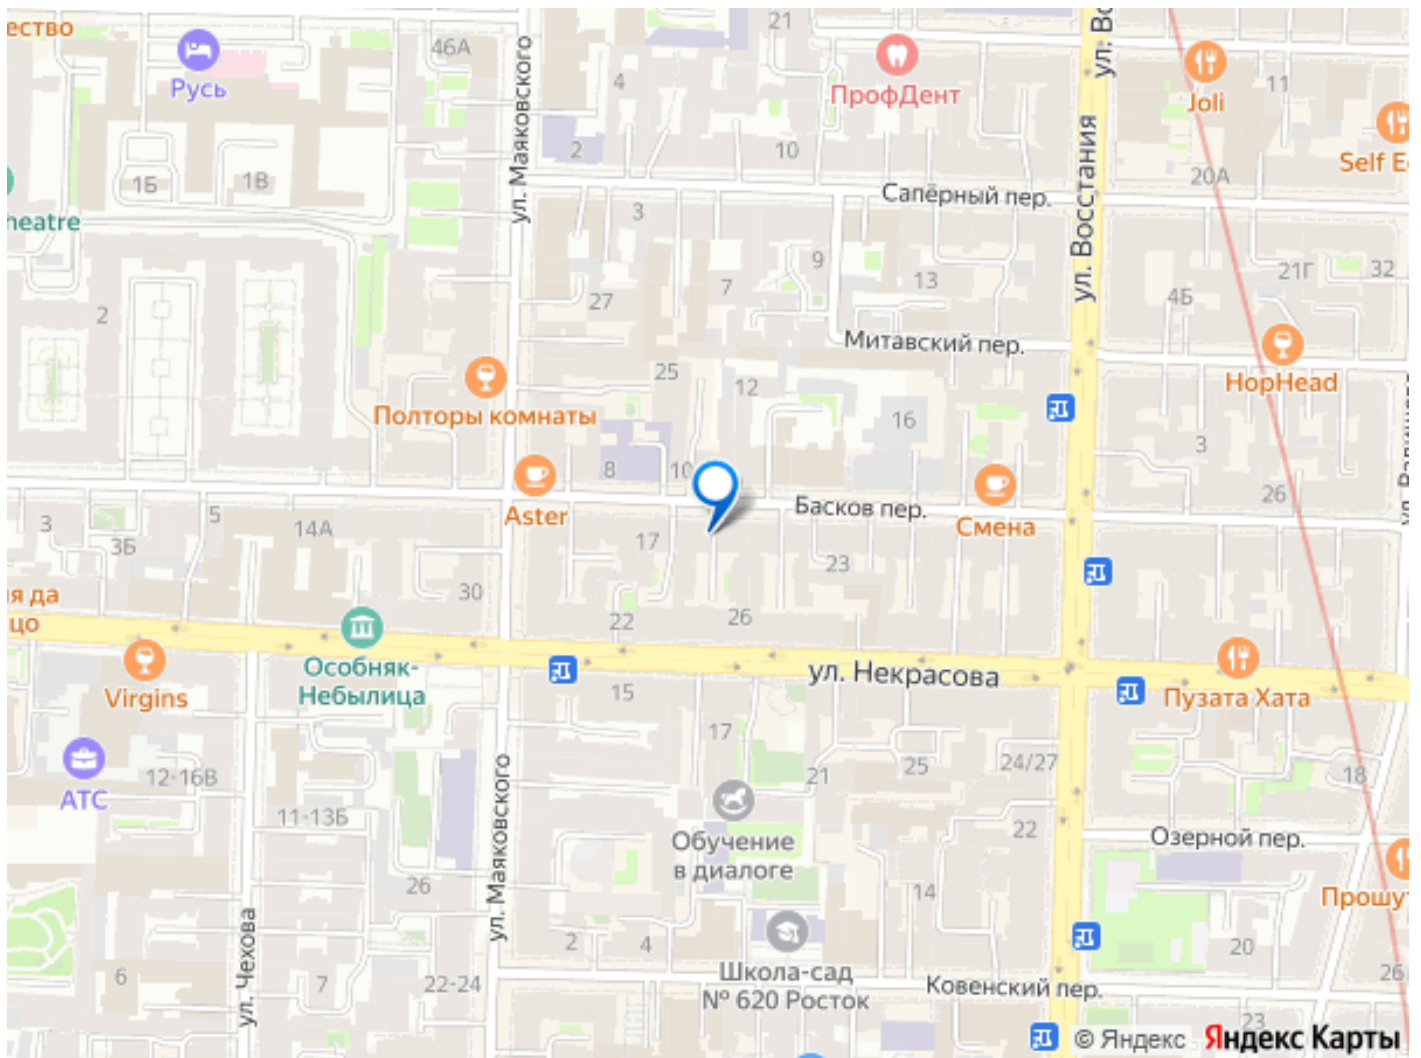 ество
46А
21
ул. Во
Русь
ул. Маяковского
4
ПрофДент
Joli
11
2
10
Self E
1Б
1В
20А
Сапёрный пер.
heatre
3
ул. Восстания
9
7
13
21Г
32
2
27
4Б
Митавский пер.
25
12
HopHead
Полторы комнаты
16
3
8
10
26
Басков пер.
Aster
Смена
3
5
14А
3Б
17
23
30
я да
цо
22
26
Особняк-
Небылица
ул. Некрасова
Virgins
15
Пузата Хата
17
12-16В
21
25
24/27
18
АТС
ул. Маяковского
11-13Б
22
Обучение
в диалоге
Озерной пер.
26
14
Прошу
ул. Чехова
2
4
20
6
7
22-24
Школа-сад
№ 620 Росток
Ковенский пер.
26
23
© Яндекс Яндекс Карты